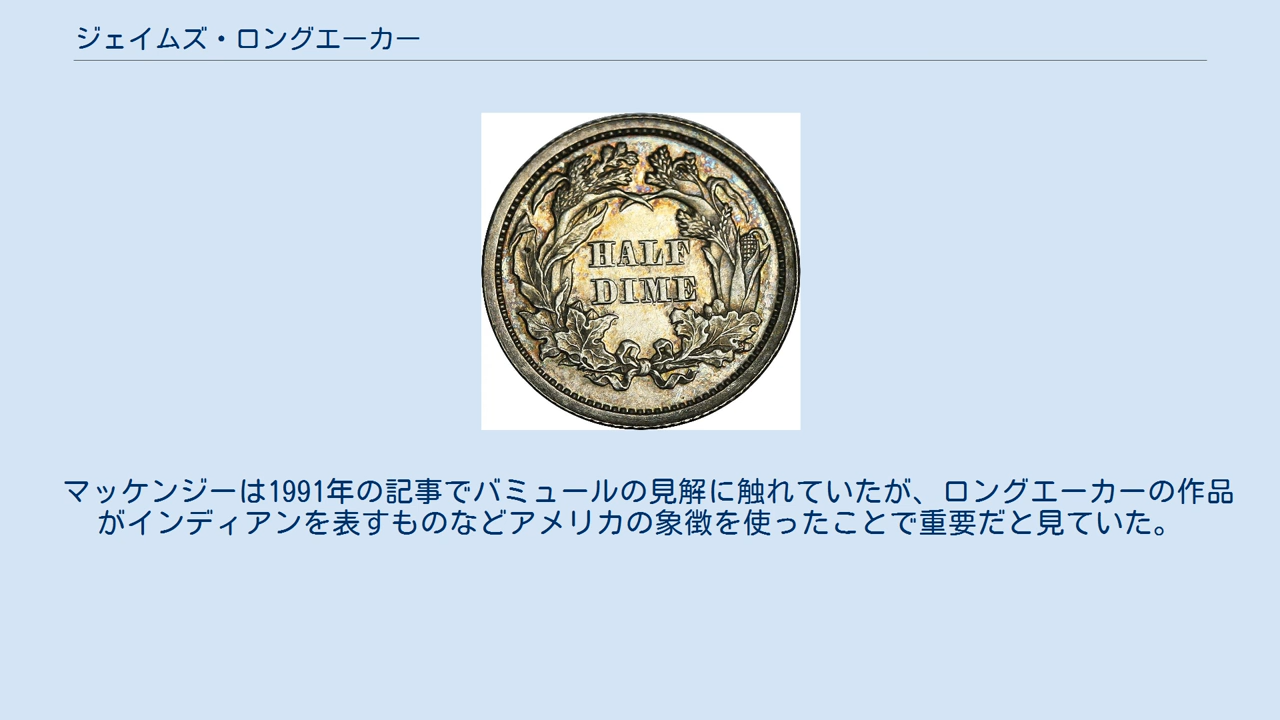 ジェイムズ・ロングエーカー
HALF
DIME
マッケンジーは1991年の記事でバミュールの見解に触れていたが、ロングエーカーの作品
がインディアンを表すものなどアメリカの象徴を使ったことで重要だと見ていた。